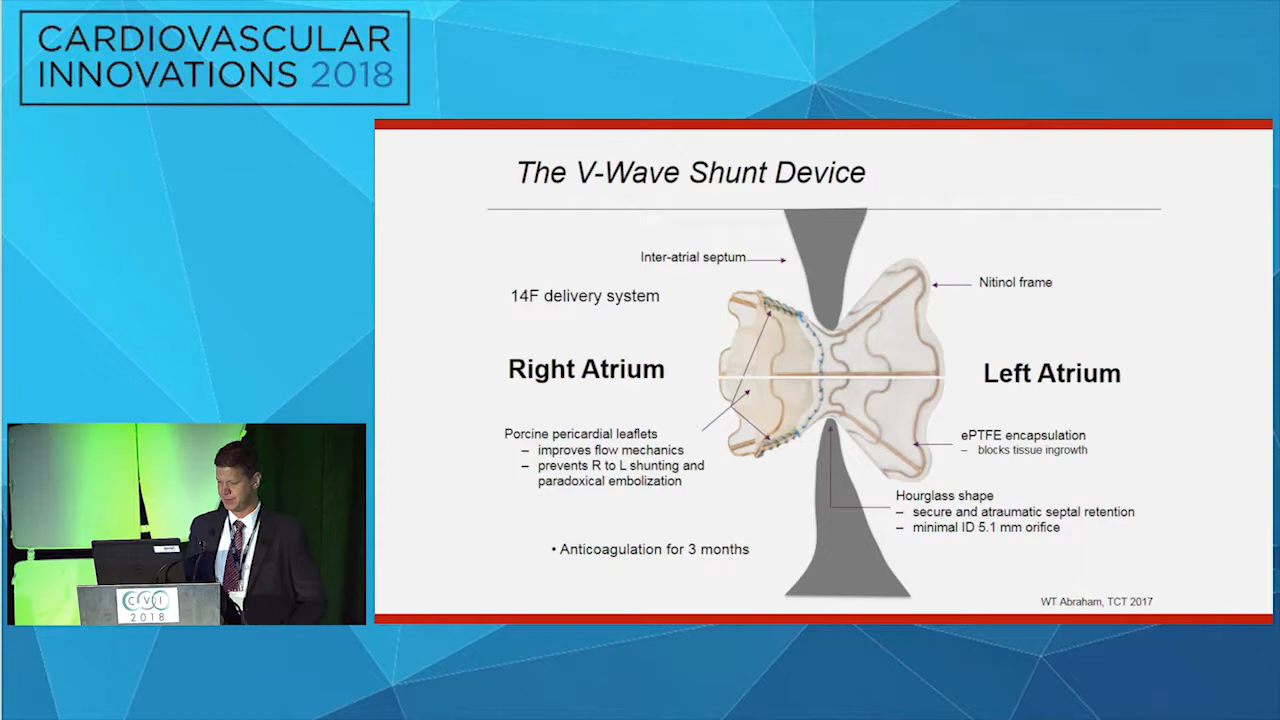 CARDIOVASCULAR
INNOVATIONS 2018
The V-Wave Shunt Device
Inter-atrial septum
Nitinol frame
14F delivery system
Right Atrium
Left Atrium
Porcine pericardial leaflets
– improves flow mechanics
– prevents R to L shunting and
paradoxical embolization
ePTFE encapsulation
– blocks tissue ingrowth
Hourglass shape
– secure and atraumatic septal retention
– minimal ID 5.1 mm orifice
• Anticoagulation for 3 months
WT Abraham, TCT 2017
CVI
2018